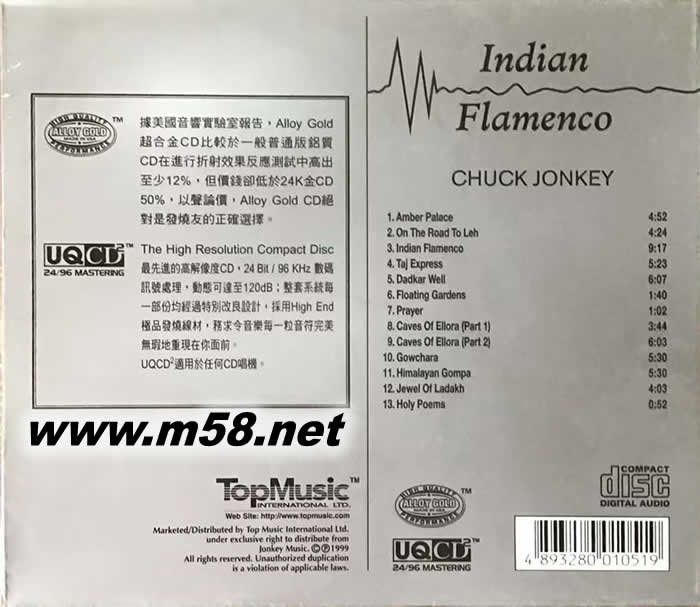 HIGH QUALITY
ALLOY GOLD
MADE IN USA
PERFORMANCE
TM
據美國音響實驗室報告，Alloy Gold
超合金CD比較於一般普通版鋁質
CD在進行折射效果反應測試中高出
至少12%，但價錢卻低於24K金CD
50%，以聲論價，Alloy Gold CD絕
對是發燒友的正確選擇。
UQCD2™
24/96 MASTERING
The High Resolution Compact Disc
最先進的高解像度CD，24 Bit / 96 KHz 數碼
訊號處理，動態可達至120dB；整套系統每
一部份均經過特別改良設計，採用High End
極品發燒線材，務求令音樂每一粒音符完美
無瑕地重現在你面前。
UQCD²適用於任何CD唱機。
www.m58.net
TopMusic™
INTERNATIONAL LTD.
Web Site: http://www.topmusic.com
Marketed/Distributed by Top Music International Ltd.
under exclusive right to distribute from
Jonkey Music. ©℗1999
All rights reserved. Unauthorized duplication
is a violation of applicable laws.
Indian
Flamenco
CHUCK JONKEY
1. Amber Palace 4:52
2. On The Road To Leh 4:24
3. Indian Flamenco 9:17
4. Taj Express 5:23
5. Dadkar Well 6:07
6. Floating Gardens 1:40
7. Prayer 1:02
8. Caves Of Ellora (Part 1) 3:44
9. Caves Of Ellora (Part 2) 6:03
10. Gowchara 5:30
11. Himalayan Gompa 5:30
12. Jewel Of Ladakh 4:03
13. Holy Poems 0:52
HIGH QUALITY
ALLOY GOLD
MADE IN USA
PERFORMANCE
TM
UQCD2™
24/96 MASTERING
COMPACT
disc
DIGITAL AUDIO
4 893280 010519